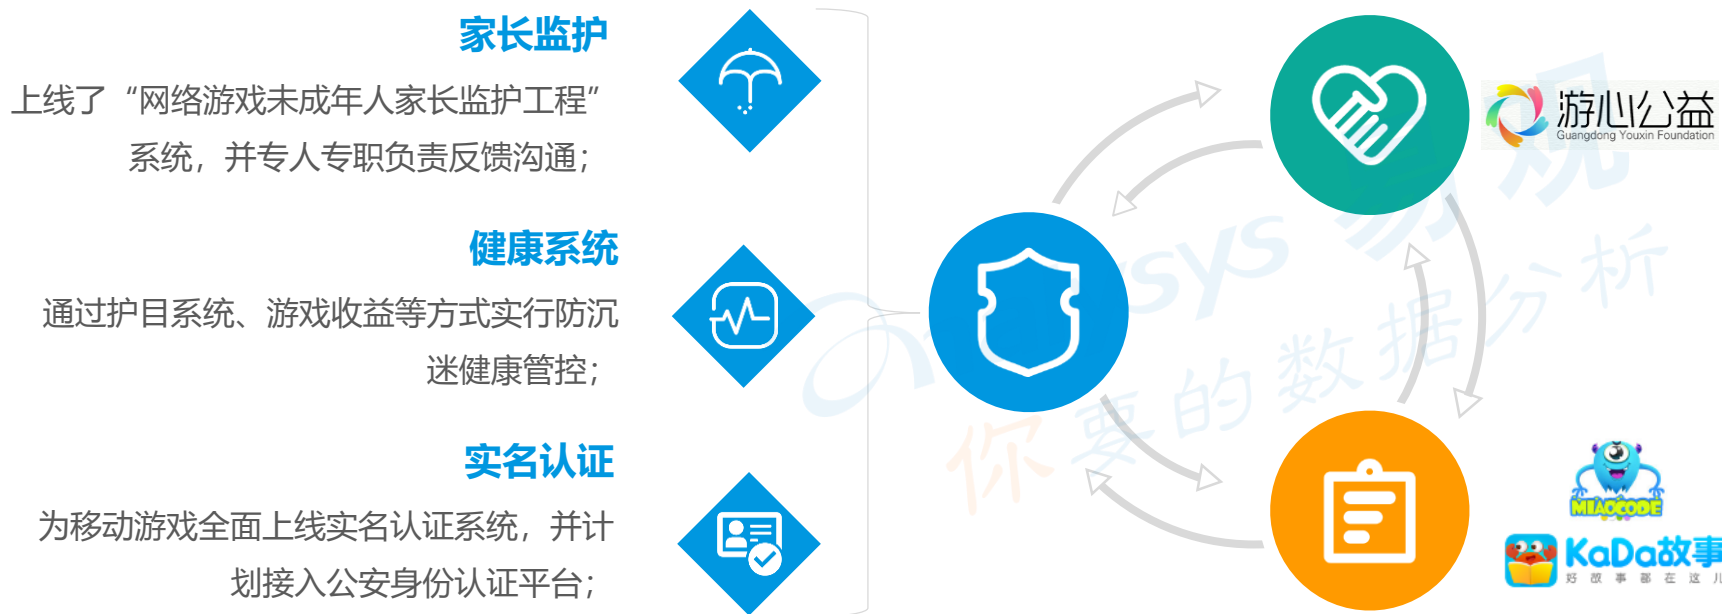 家长监护
上线了“网络游戏未成年人家长监护工程”
系统，并专人专职负责反馈沟通；
健康系统
通过护目系统、游戏收益等方式实行防沉
迷健康管控；
实名认证
为移动游戏全面上线实名认证系统，并计
划接入公安身份认证平台；
游心公益
Guangdong Youxin Foundation
MIAOCODE
KaDa故事
好故事都在这儿
易观
你要的数据分析